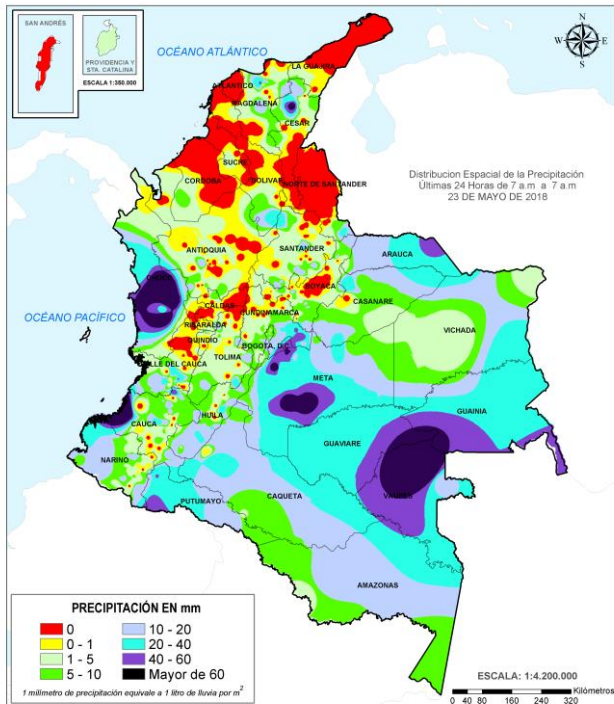 SAN ANDRÉS
PROVIDENCIA Y
STA. CATALINA
ESCALA 1:350.000
OCÉANO ATLÁNTICO
N
W E
S
LA GUAJIRA
ATLANTICO
MAGDALENA
CESAR
SUCRE
CORDOBA
BOLIVAR
NORTE DE SANTANDER
Distribucion Espacial de la Precipitación
Últimas 24 Horas de 7 a.m a 7 a.m
23 DE MAYO DE 2018
ANTIOQUIA
SANTANDER
ARAUCA
CHOCO
BOYACA
OCÉANO PACÍFICO
CALDAS
CASANARE
CUNDINAMARCA
RISARALDA
VICHADA
QUINDIO
BOGOTA, D.C.
TOLIMA
VALLE DEL CAUCA
META
HUILA
GUAINIA
CAUCA
GUAVIARE
NARIÑO
VAUPES
CAQUETA
PUTUMAYO
AMAZONAS
PRECIPITACIÓN EN mm
0 10 - 20
0 - 1 20 - 40
1 - 5 40 - 60
5 - 10 Mayor de 60
1 milimetro de precipitación equivale a 1 litro de lluvia por m2
ESCALA: 1:4.200.000
Kilómetros
0 40 80 160 240 320